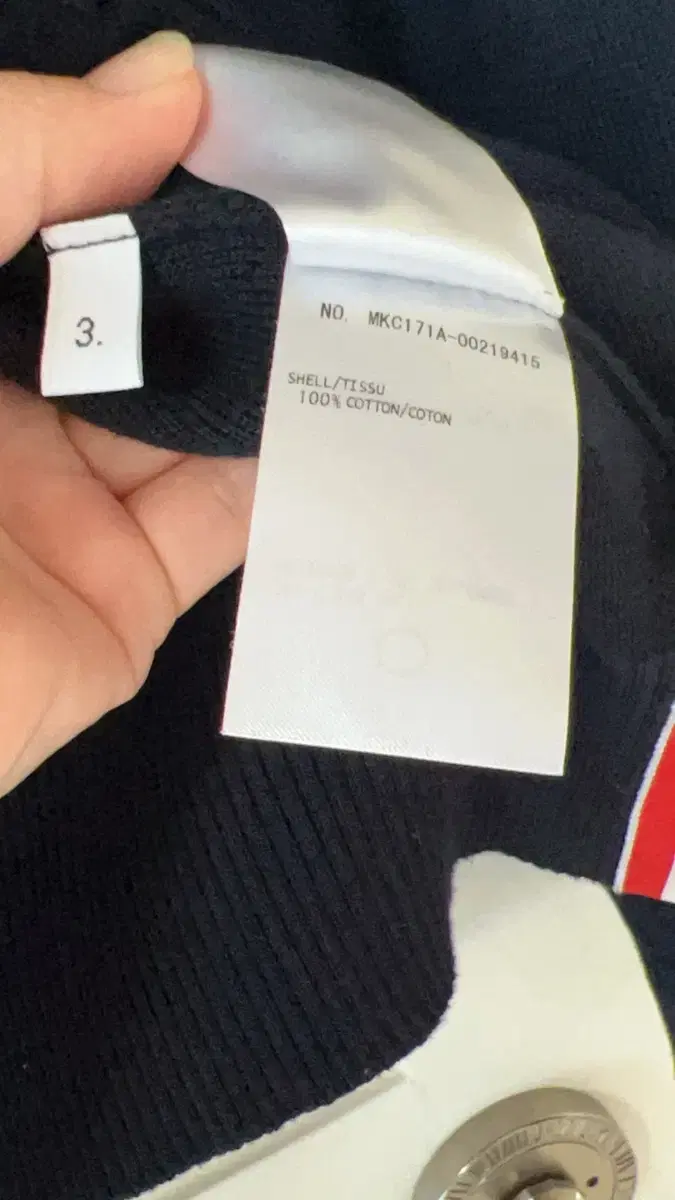 3.
NO. MKC171A-00219415
SHELL/TISSU
100% COTTON/COTON